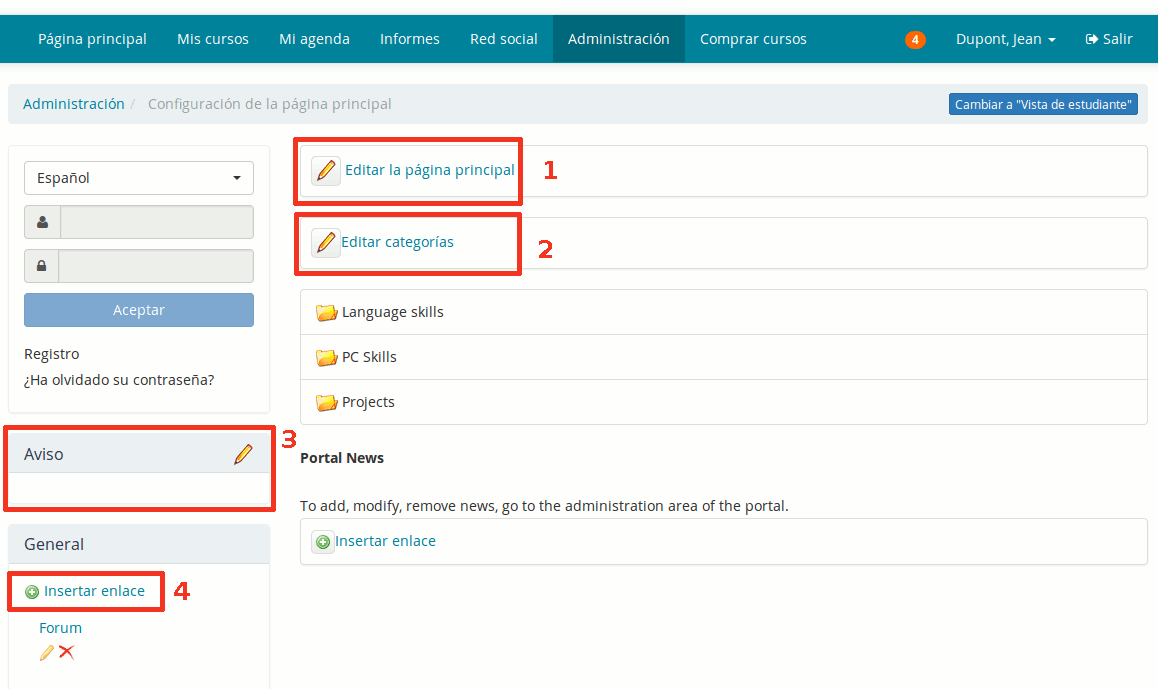 Página principal Mis cursos Mi agenda Informes Red social Administración Comprar cursos 4 Dupont, Jean Salir
Administración / Configuración de la página principal Cambiar a "Vista de estudiante"
Español
Aceptar
Registro
¿Ha olvidado su contraseña?
Aviso
3
General
Insertar enlace 4
Forum
Editar la página principal 1
Editar categorías 2
Language skills
PC Skills
Projects
Portal News
To add, modify, remove news, go to the administration area of the portal.
Insertar enlace